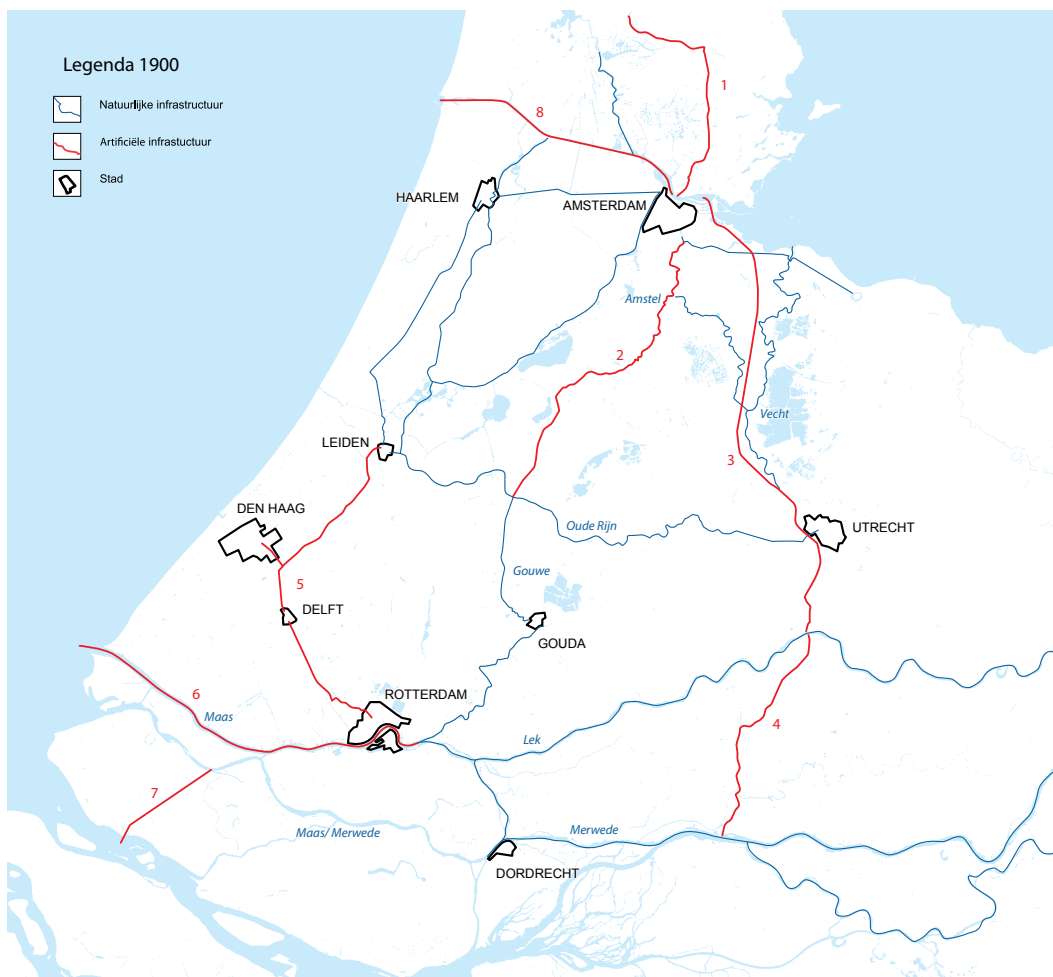 Legenda 1900
Natuurlijke infrastructuur
Artificiële infrastuctuur
Stad
1
8
HAARLEM
AMSTERDAM
Amstel
2
Vecht
LEIDEN
3
DEN HAAG
Oude Rijn
UTRECHT
Gouwe
5
DELFT
GOUDA
6
ROTTERDAM
Maas
4
Lek
7
Maas/ Merwede
Merwede
DORDRECHT